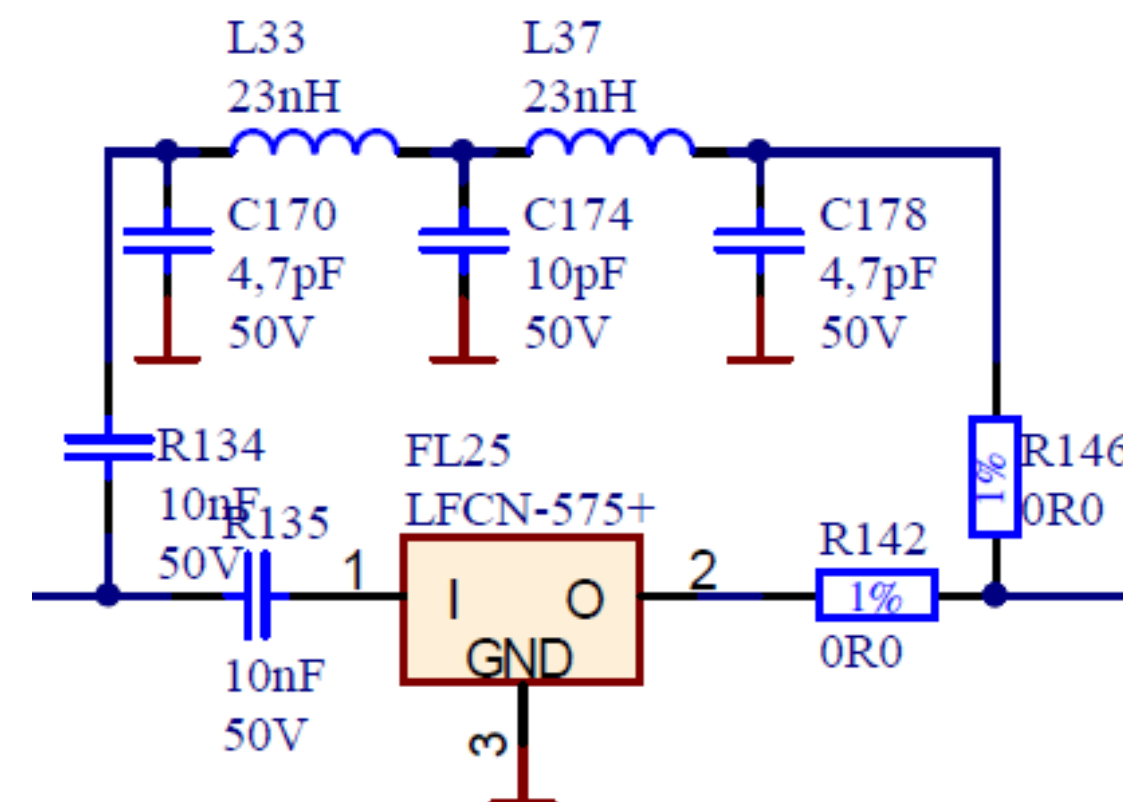 L33
23nH
L37
23nH
C170
4,7pF
50V
C174
10pF
50V
C178
4,7pF
50V
R134
10nF
50V
R135
10nF
50V
FL25
LFCN-575+
1
I
O
GND
2
3
R142
1%
0R0
R146
1%
0R0